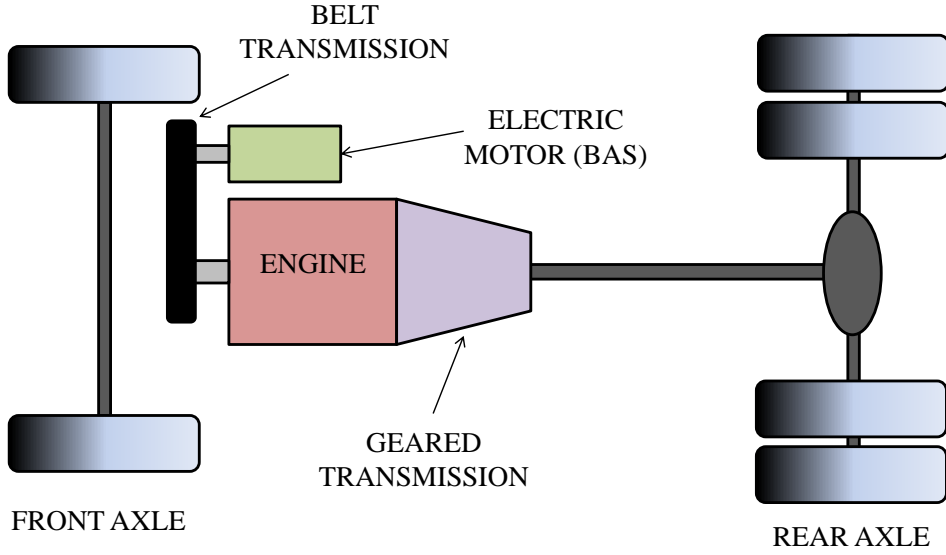 BELT
TRANSMISSION
ELECTRIC
MOTOR (BAS)
ENGINE
GEARED
TRANSMISSION
FRONT AXLE
REAR AXLE